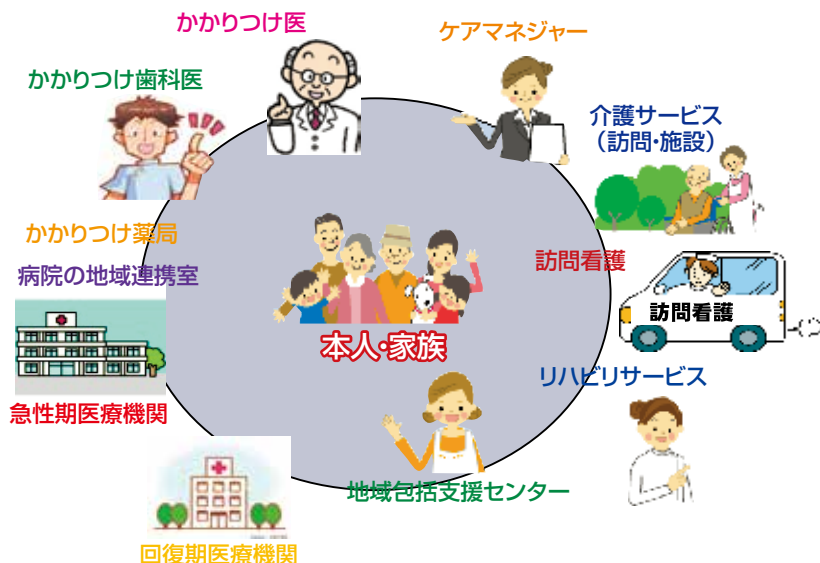 かかりつけ医
ケアマネジャー
かかりつけ歯科医
介護サービス
（訪問・施設）
かかりつけ薬局
訪問看護
病院の地域連携室
訪問看護
本人・家族
リハビリサービス
急性期医療機関
地域包括支援センター
回復期医療機関